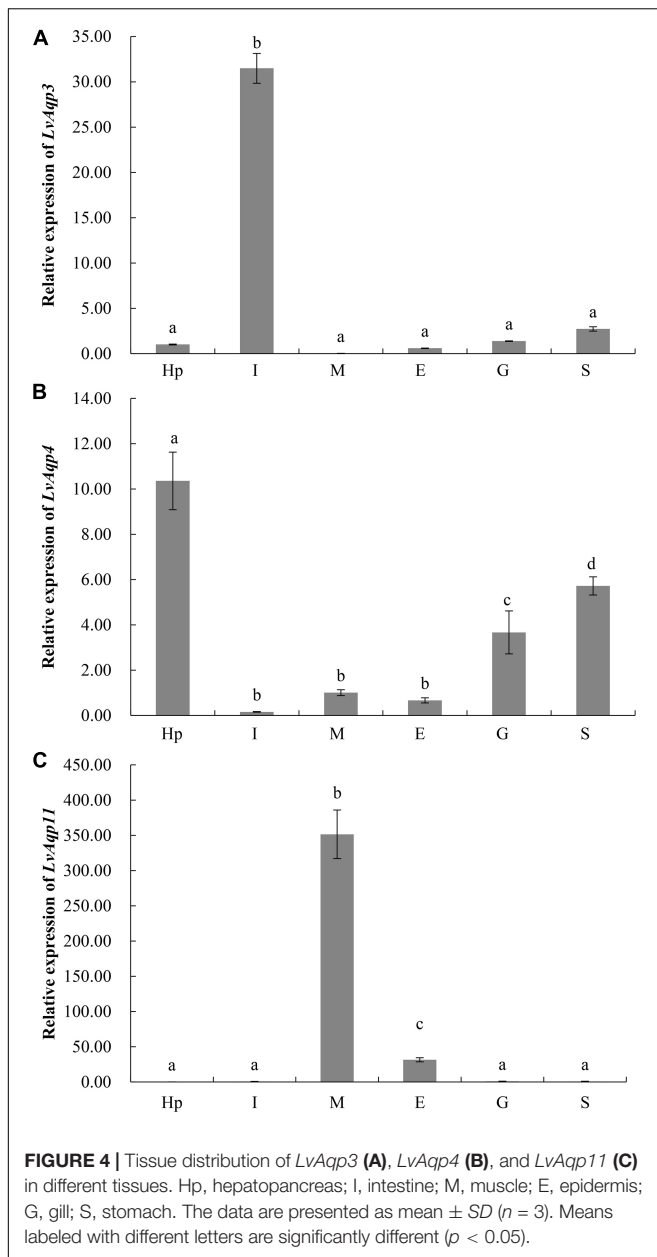 A
Relative expression of LvAqp3
35.00
30.00
25.00
20.00
15.00
10.00
5.00
0.00
a
b
a
a
a
a
Hp I M E G S
B
Relative expression of LvAqp4
14.00
12.00
10.00
8.00
6.00
4.00
2.00
0.00
a
b
b
b
c
d
Hp I M E G S
C
Relative expression of LvAqp11
450.00
400.00
350.00
300.00
250.00
200.00
150.00
100.00
50.00
0.00
a
a
b
c
a
a
Hp I M E G S
FIGURE 4 | Tissue distribution of LvAqp3 (A), LvAqp4 (B), and LvAqp11 (C)
in different tissues. Hp, hepatopancreas; I, intestine; M, muscle; E, epidermis;
G, gill; S, stomach. The data are presented as mean ± SD (n = 3). Means
labeled with different letters are significantly different (p < 0.05).